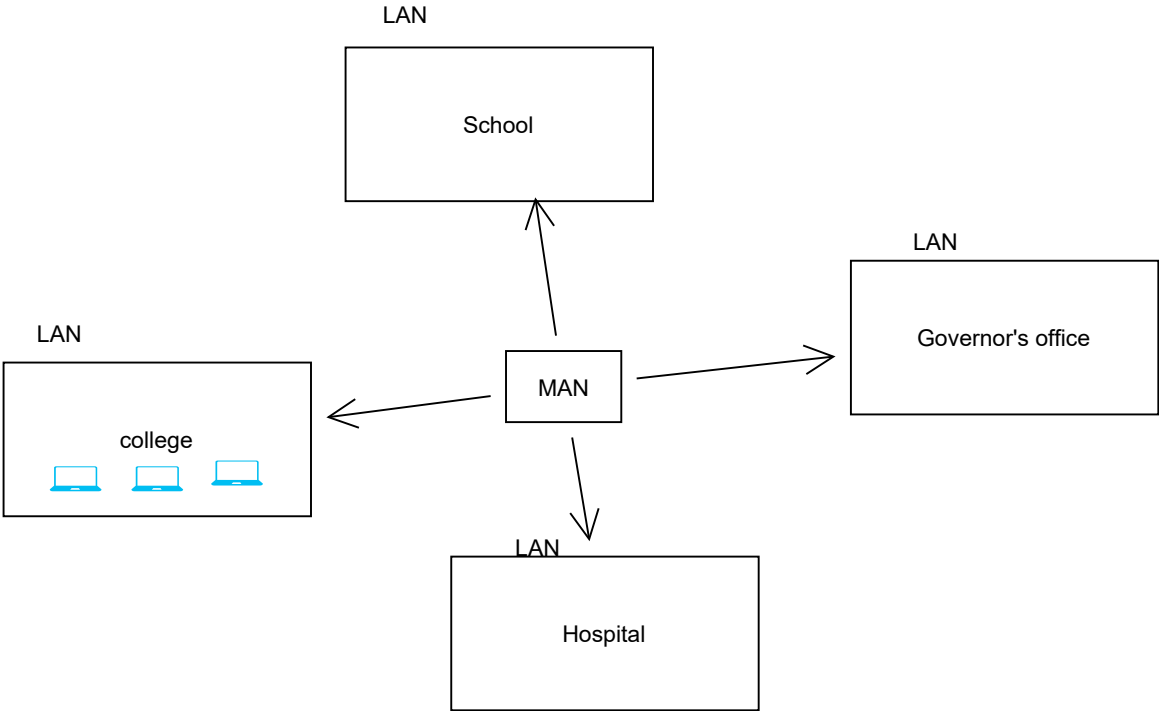 LAN
School
LAN
Governor's office
LAN
MAN
college
LAN
Hospital